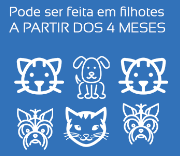 Pode ser feita em filhotes
A PARTIR DOS 4 MESES